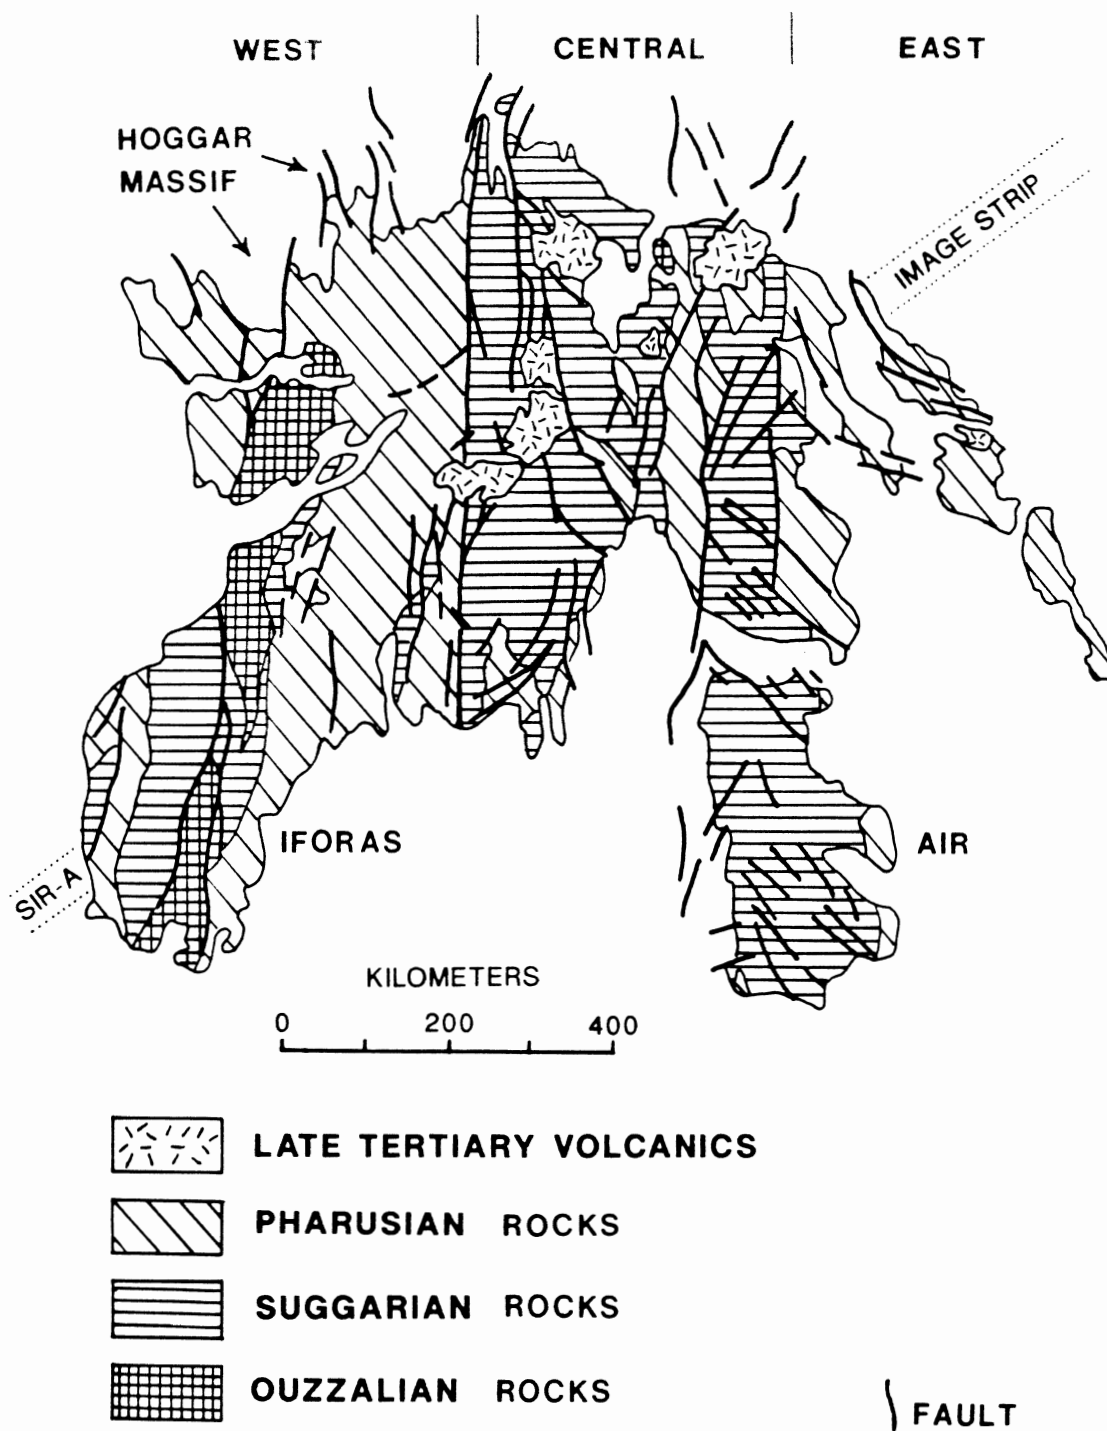 WEST CENTRAL EAST
HOGGAR
MASSIF
IMAGE STRIP
IFORAS
AIR
SIR-A
KILOMETERS
0 200 400
LATE TERTIARY VOLCANICS
PHARUSIAN ROCKS
SUGGARIAN ROCKS
OUZZALIAN ROCKS
FAULT